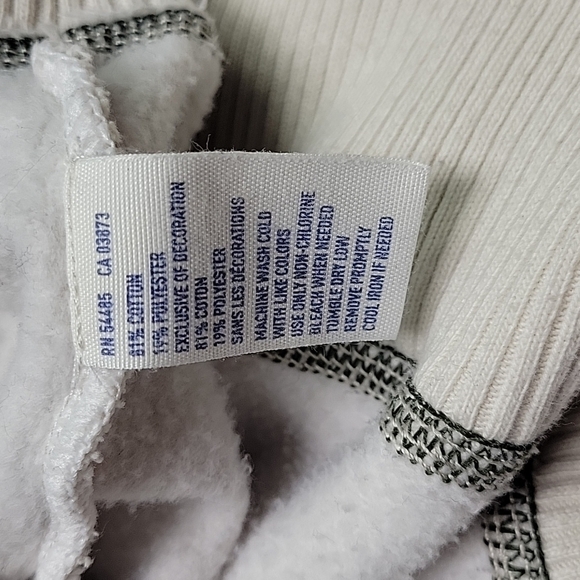 RN 54485 CA 03873
81% COTTON
19% POLYESTER
EXCLUSIVE OF DECORATION
81% COTON
19% POLYESTER
SANS LES DÉCORATIONS
MACHINE WASH COLD
WITH LIKE COLORS
USE ONLY NON-CHLORINE
BLEACH WHEN NEEDED
TUMBLE DRY LOW
REMOVE PROMPTLY
COOL IRON IF NEEDED